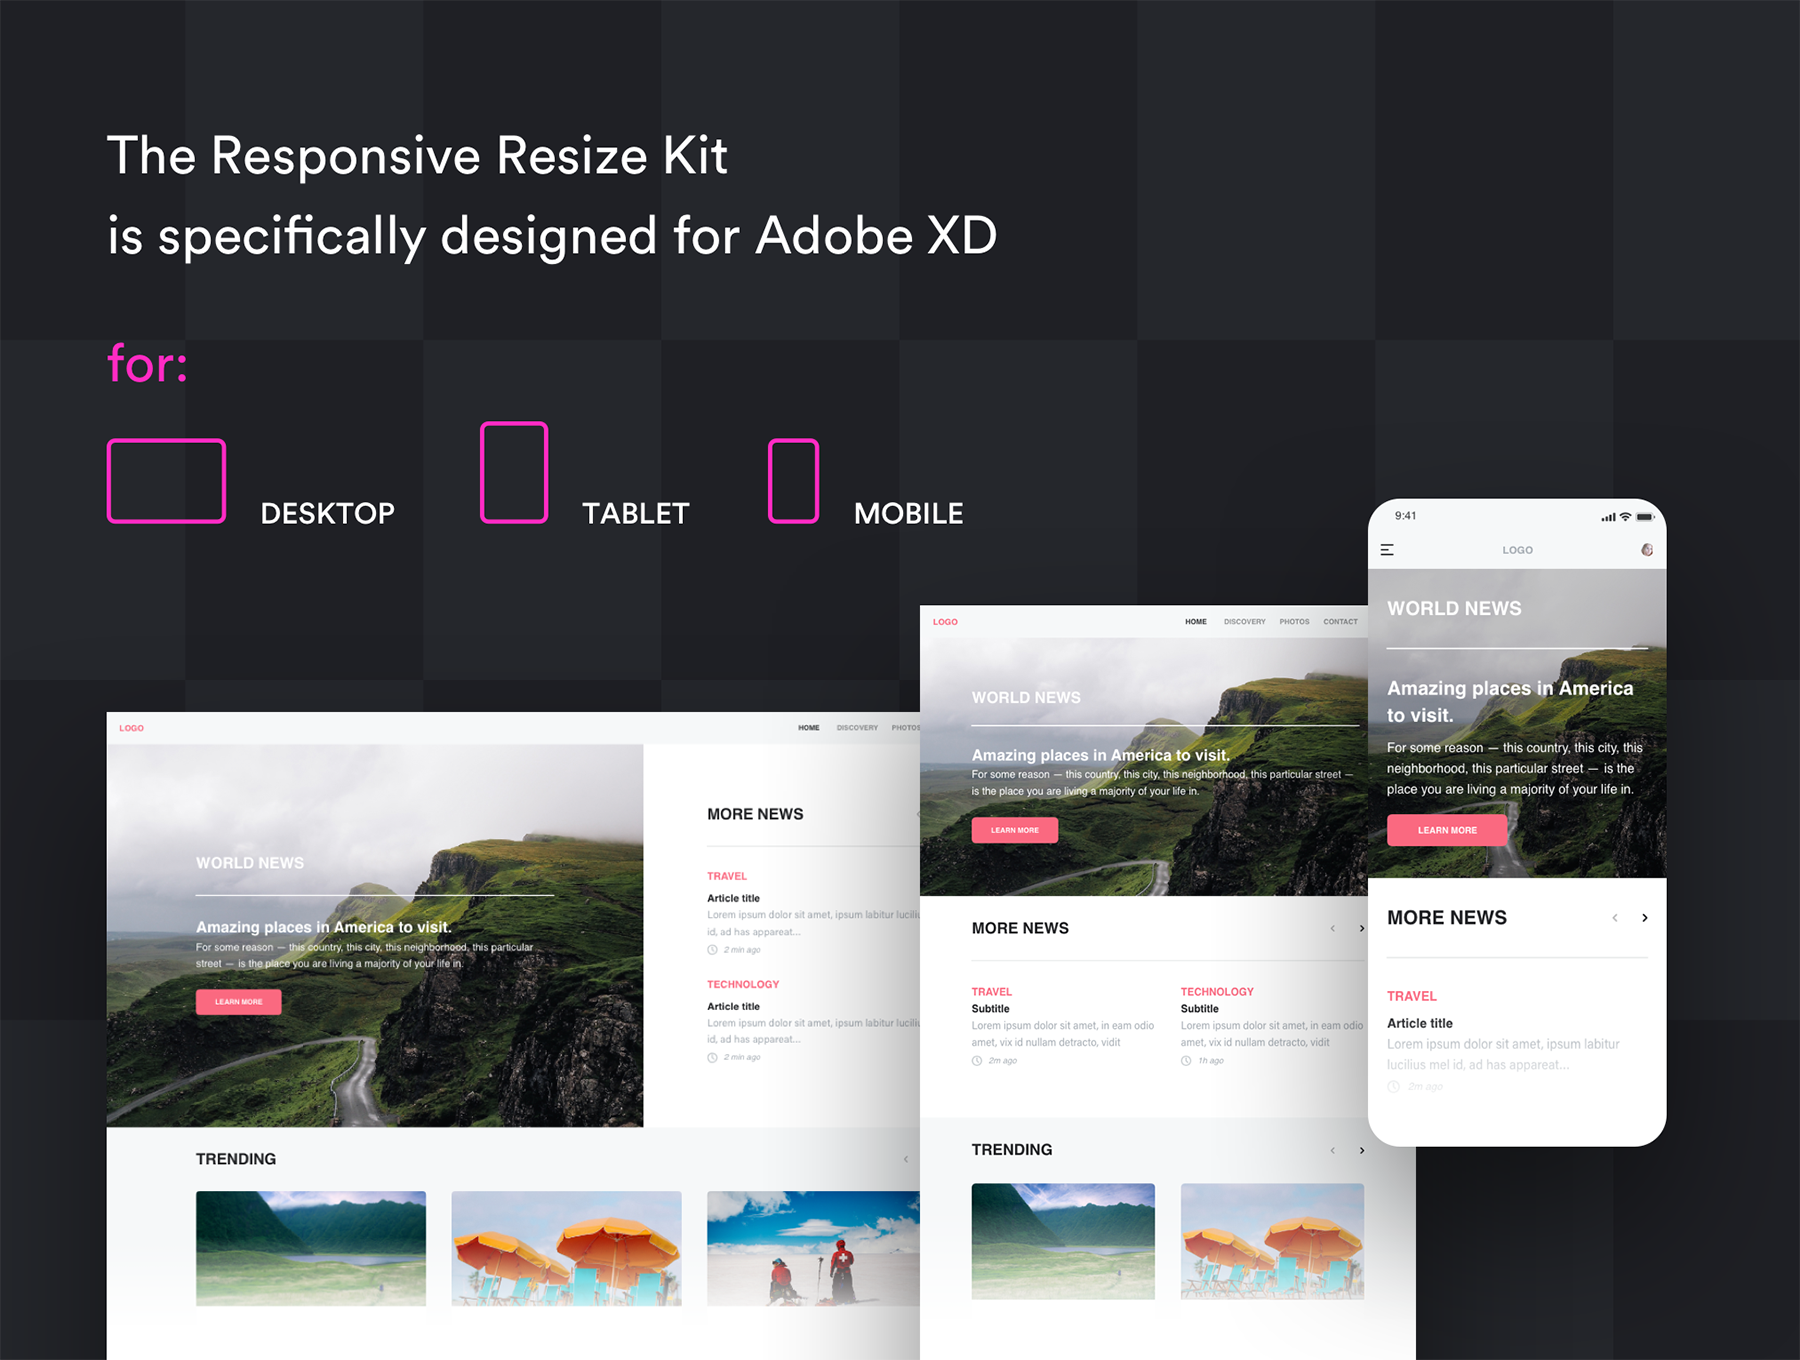 The Responsive Resize Kit
is specifically designed for Adobe XD
for:
DESKTOP
TABLET
MOBILE
LOGO
HOME
DISCOVERY
WORLD NEWS
Amazing places in America to visit.
For some reason — this country, this city, this neighborhood, this particular
street — is the place you are living a majority of your life in.
LEARN MORE
MORE NEWS
TRAVEL
Article title
Lorem ipsum dolor sit amet, ipsum labitur
id, ad has appareat...
2 min ago
TECHNOLOGY
Article title
Lorem ipsum dolor sit amet, ipsum labitur
id, ad has appareat...
2 min ago
TRENDING
LOGO
HOME
DISCOVERY
PHOTOS
CONTACT
WORLD NEWS
Amazing places in America to visit.
For some reason — this country, this city, this neighborhood, this particular street —
is the place you are living a majority of your life in.
LEARN MORE
MORE NEWS
TRAVEL
Subtitle
Lorem ipsum dolor sit amet, in eam odio
amet, vix id nullam detracto, vidit
2m ago
TECHNOLOGY
Subtitle
Lorem ipsum dolor sit amet, in eam odio
amet, vix id nullam detracto, vidit
1h ago
TRENDING
9:41
LOGO
WORLD NEWS
Amazing places in America
to visit.
For some reason — this country, this city, this
neighborhood, this particular street — is the
place you are living a majority of your life in.
LEARN MORE
MORE NEWS
TRAVEL
Article title
Lorem ipsum dolor sit amet, ipsum labitur
lucilius mel id, ad has appareat...
2m ago